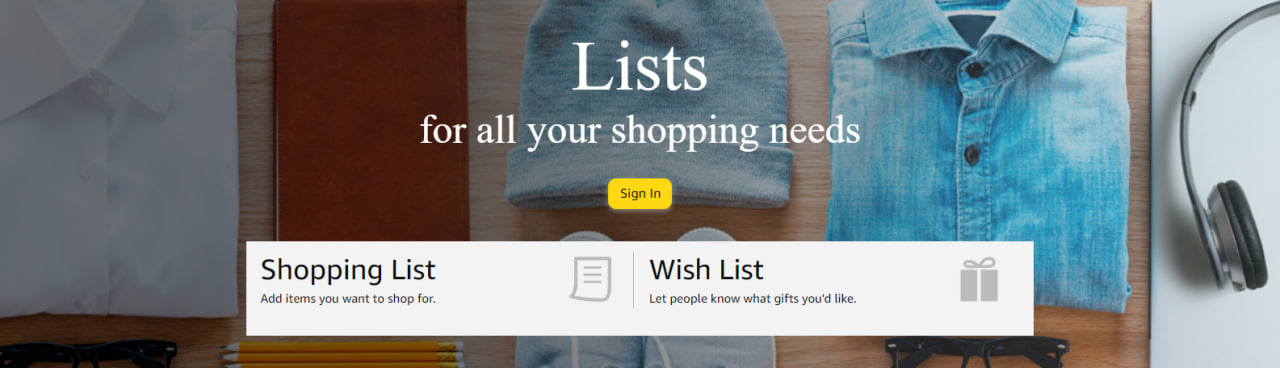 Lists
for all your shopping needs
Sign In
Shopping List
Add items you want to shop for.
Wish List
Let people know what gifts you'd like.